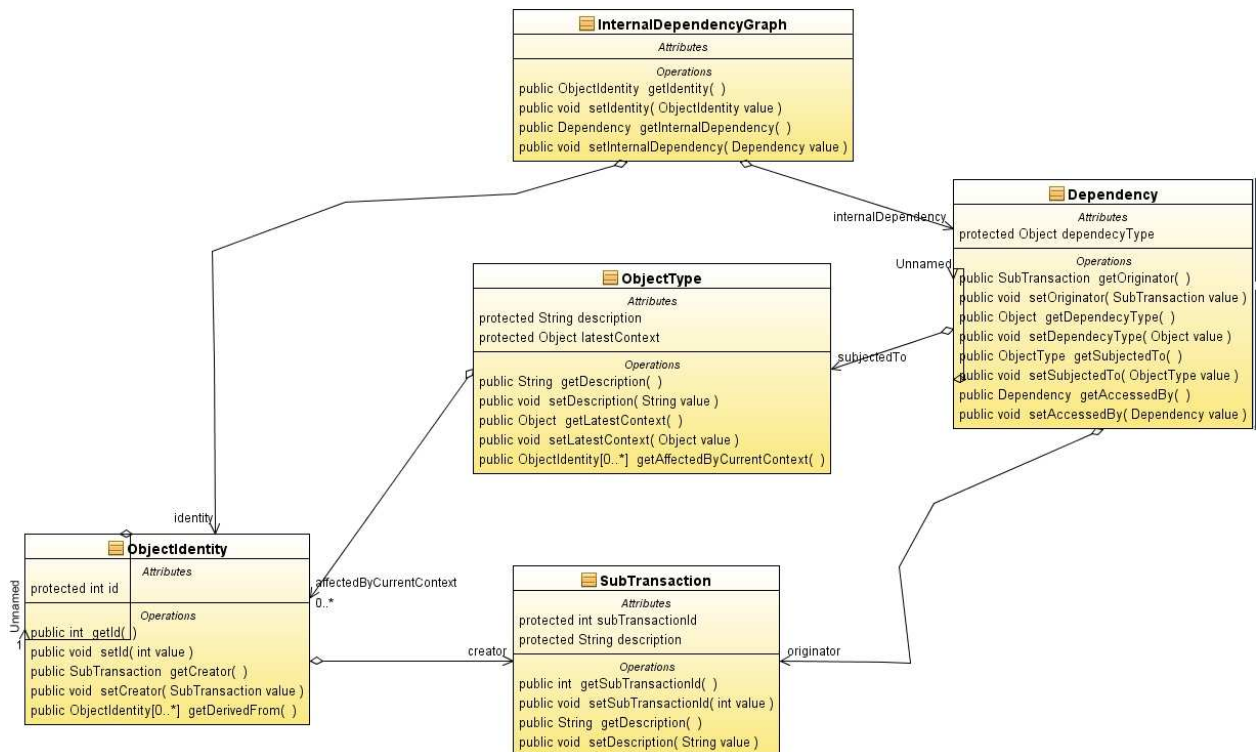 InternalDependencyGraph
Attributes
Operations
public ObjectIdentity getIdentity( )
public void setIdentity( ObjectIdentity value )
public Dependency getInternalDependency( )
public void setInternalDependency( Dependency value )
internalDependency
Dependency
Attributes
protected Object dependecyType
Operations
Unnamed
public SubTransaction getOriginator( )
public void setOriginator( SubTransaction value )
public Object getDependecyType( )
public void setDependecyType( Object value )
public ObjectType getSubjectedTo( )
public void setSubjectedTo( ObjectType value )
public Dependency getAccessedBy( )
public void setAccessedBy( Dependency value )
ObjectType
Attributes
protected String description
protected Object latestContext
Operations
public String getDescription( )
public void setDescription( String value )
public Object getLatestContext( )
public void setLatestContext( Object value )
public ObjectIdentity[0..*] getAffectedByCurrentContext( )
subjectedTo
identity
ObjectIdentity
Attributes
protected int id
Operations
public int getId( )
public void setId( int value )
public SubTransaction getCreator( )
public void setCreator( SubTransaction value )
public ObjectIdentity[0..*] getDerivedFrom( )
Unnamed
1
affectedByCurrentContext
0..*
creator
SubTransaction
Attributes
protected int subTransactionId
protected String description
Operations
public int getSubTransactionId( )
public void setSubTransactionId( int value )
public String getDescription( )
public void setDescription( String value )
originator